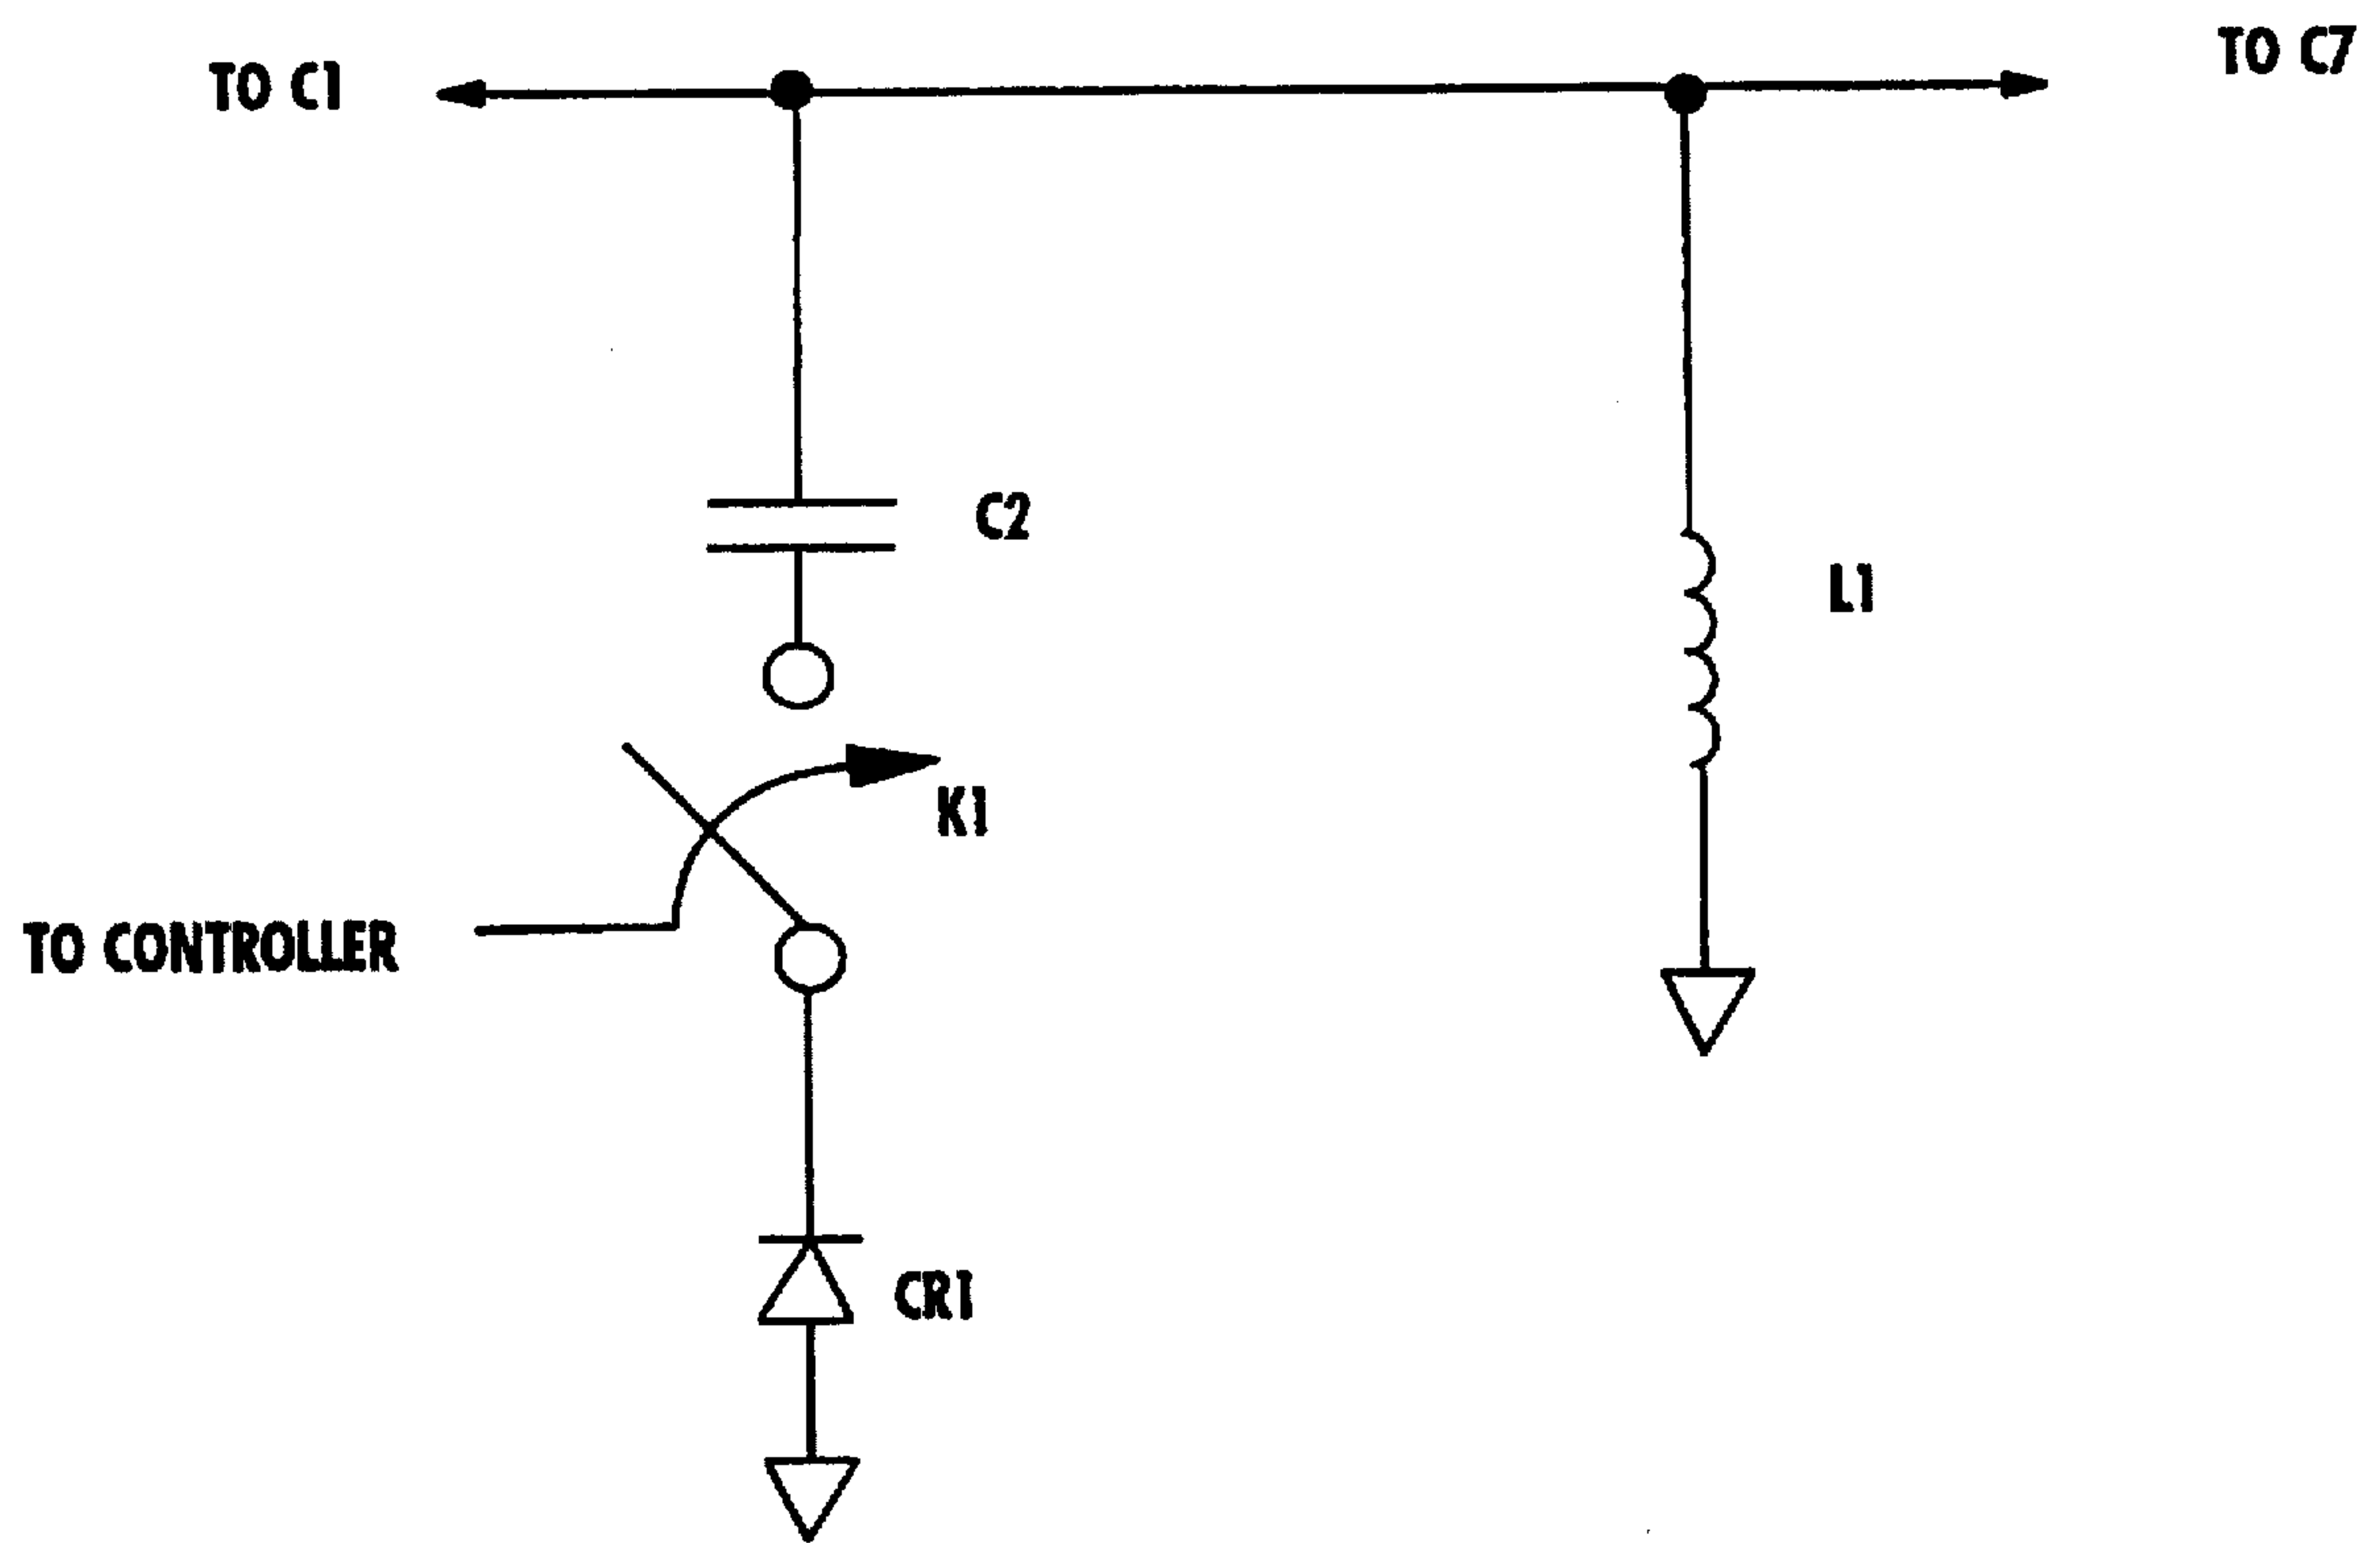 TO C1
TO C7
C2
L1
K1
TO CONTROLLER
CR1